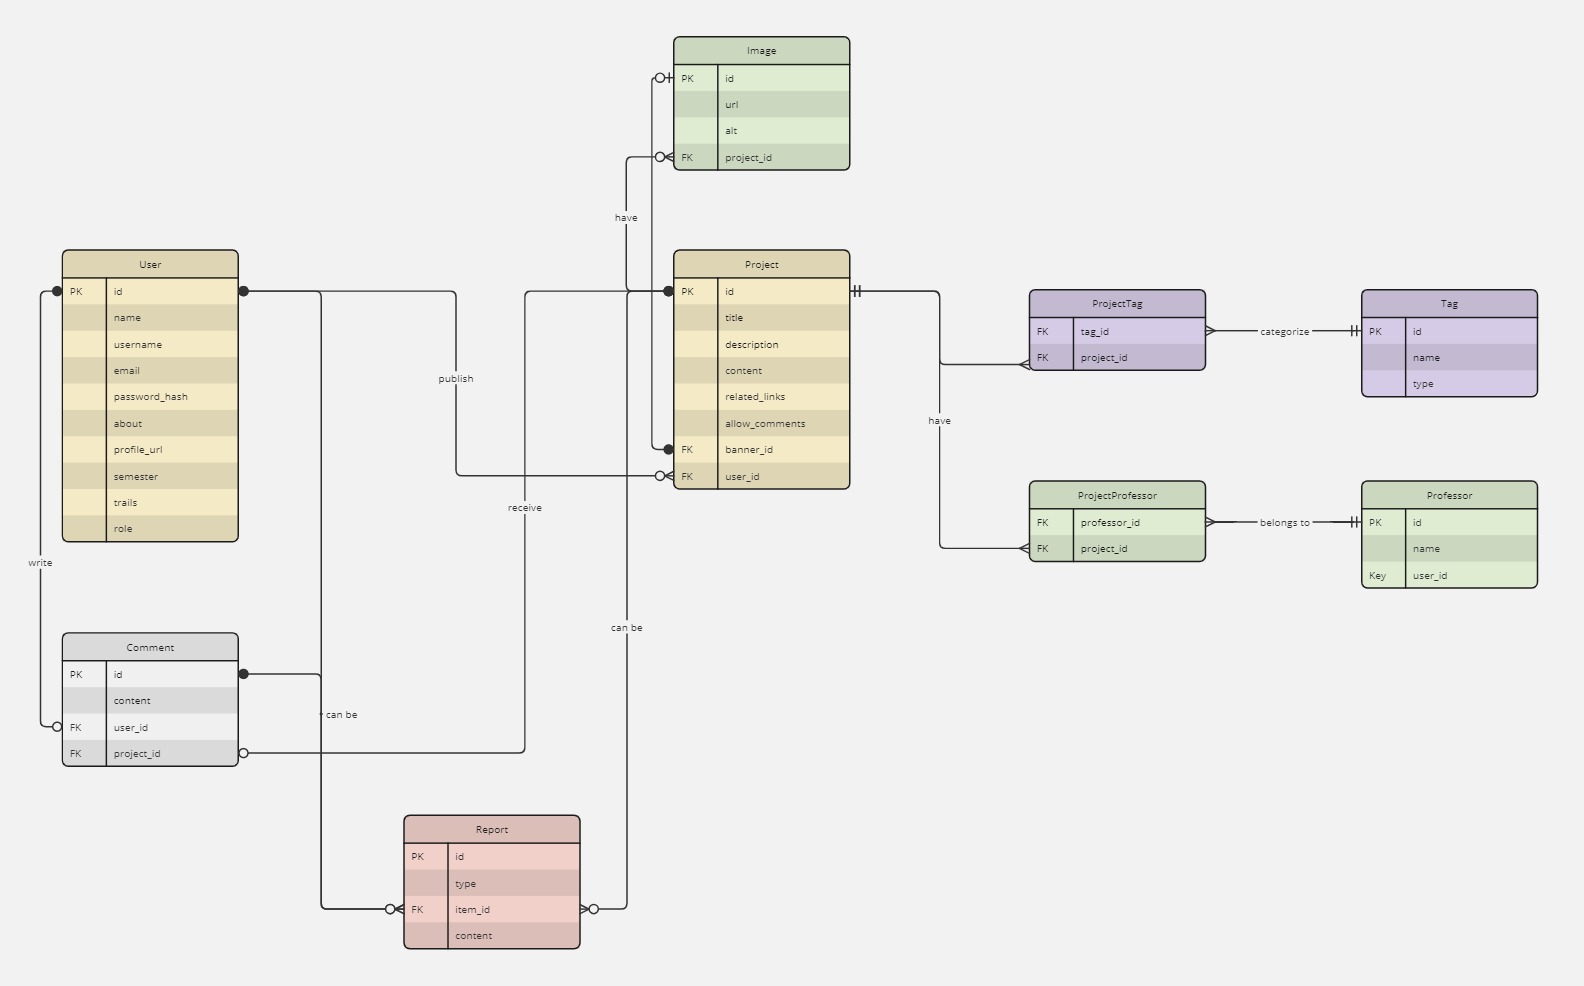 Image
PK id
url
alt
FK project_id
have
User
PK id
name
username
email
password_hash
about
profile_url
semester
trails
role
publish
Project
PK id
title
description
content
related_links
allow_comments
FK banner_id
FK user_id
receive
ProjectTag
FK tag_id
FK project_id
categorize
Tag
PK id
name
type
have
ProjectProfessor
FK professor_id
FK project_id
belongs to
Professor
PK id
name
Key user_id
write
can be
Comment
PK id
content
FK user_id
FK project_id
can be
Report
PK id
type
FK item_id
content